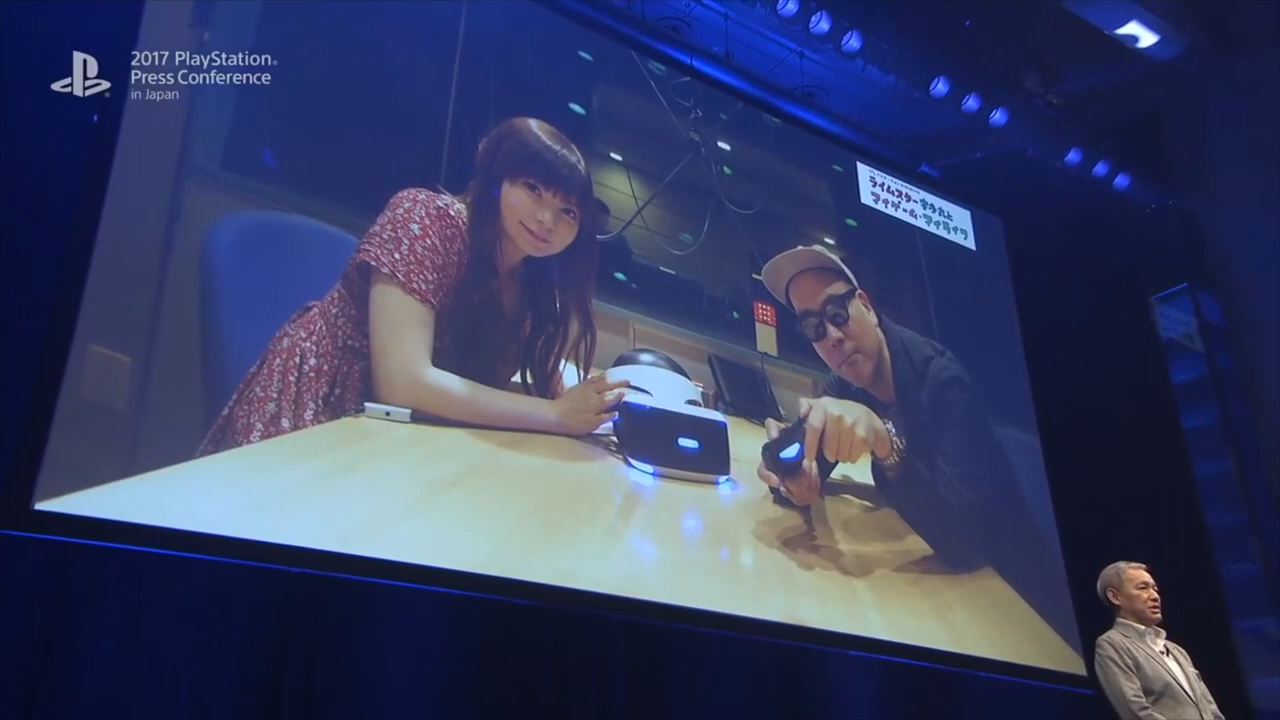 2017 PlayStation®
Press Conference
in Japan
ライムスター宇多丸と
マイゲーム・マイライフ